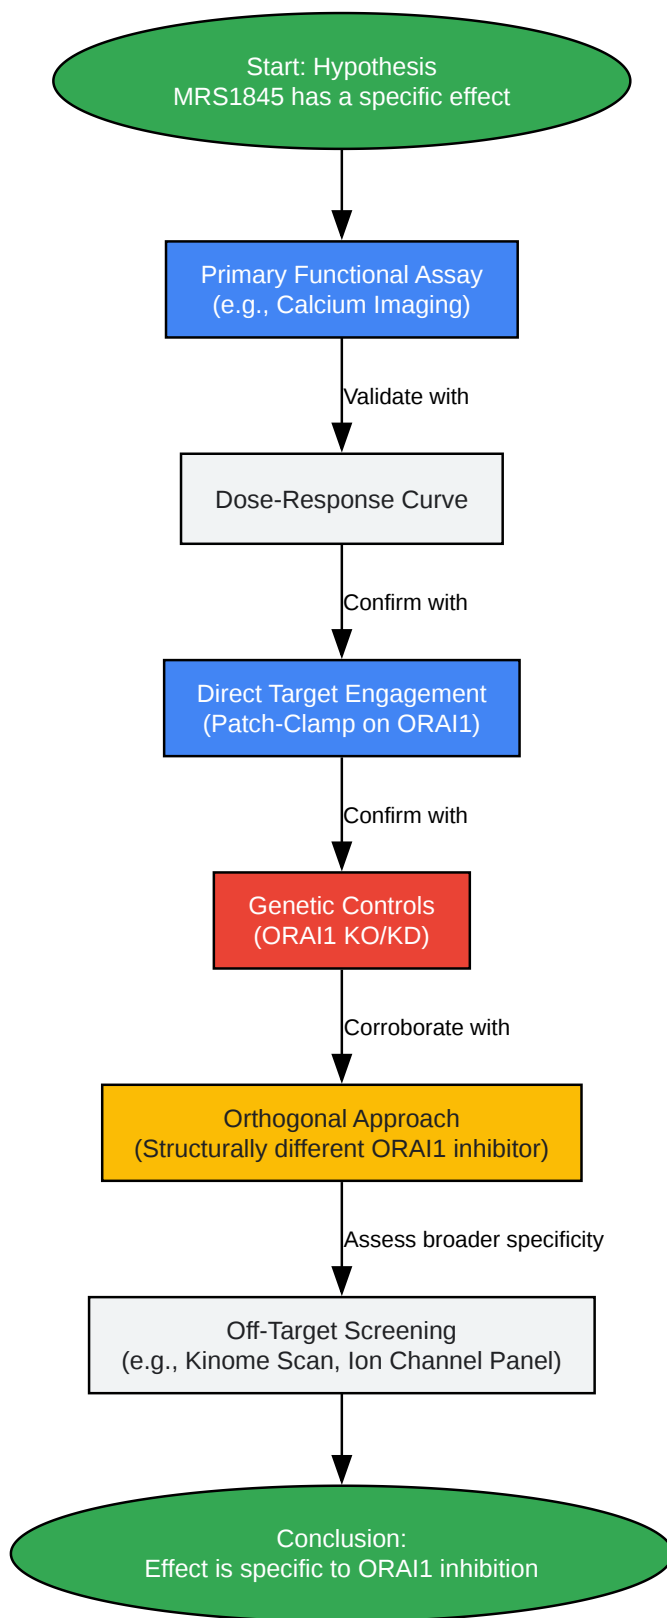 Start: Hypothesis
MRS1845 has a specific effect
Primary Functional Assay
(e.g., Calcium Imaging)
Validate with
Dose-Response Curve
Confirm with
Direct Target Engagement
(Patch-Clamp on ORAI1)
Confirm with
Genetic Controls
(ORAI1 KO/KD)
Corroborate with
Orthogonal Approach
(Structurally different ORAI1 inhibitor)
Assess broader specificity
Off-Target Screening
(e.g., Kinome Scan, Ion Channel Panel)
Conclusion:
Effect is specific to ORAI1 inhibition